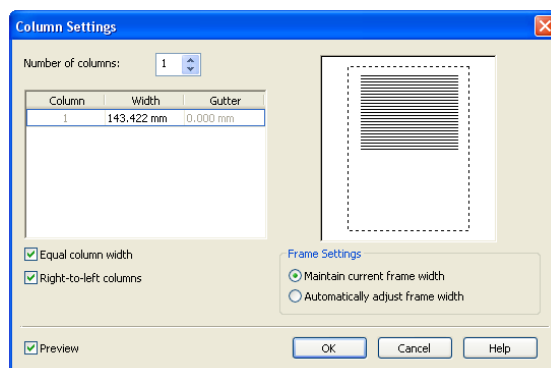 Column Settings
Number of columns: 1
Column Width Gutter
1 143.422 mm 0.000 mm
Equal column width
Right-to-left columns
Frame Settings
Maintain current frame width
Automatically adjust frame width
Preview
OK Cancel Help